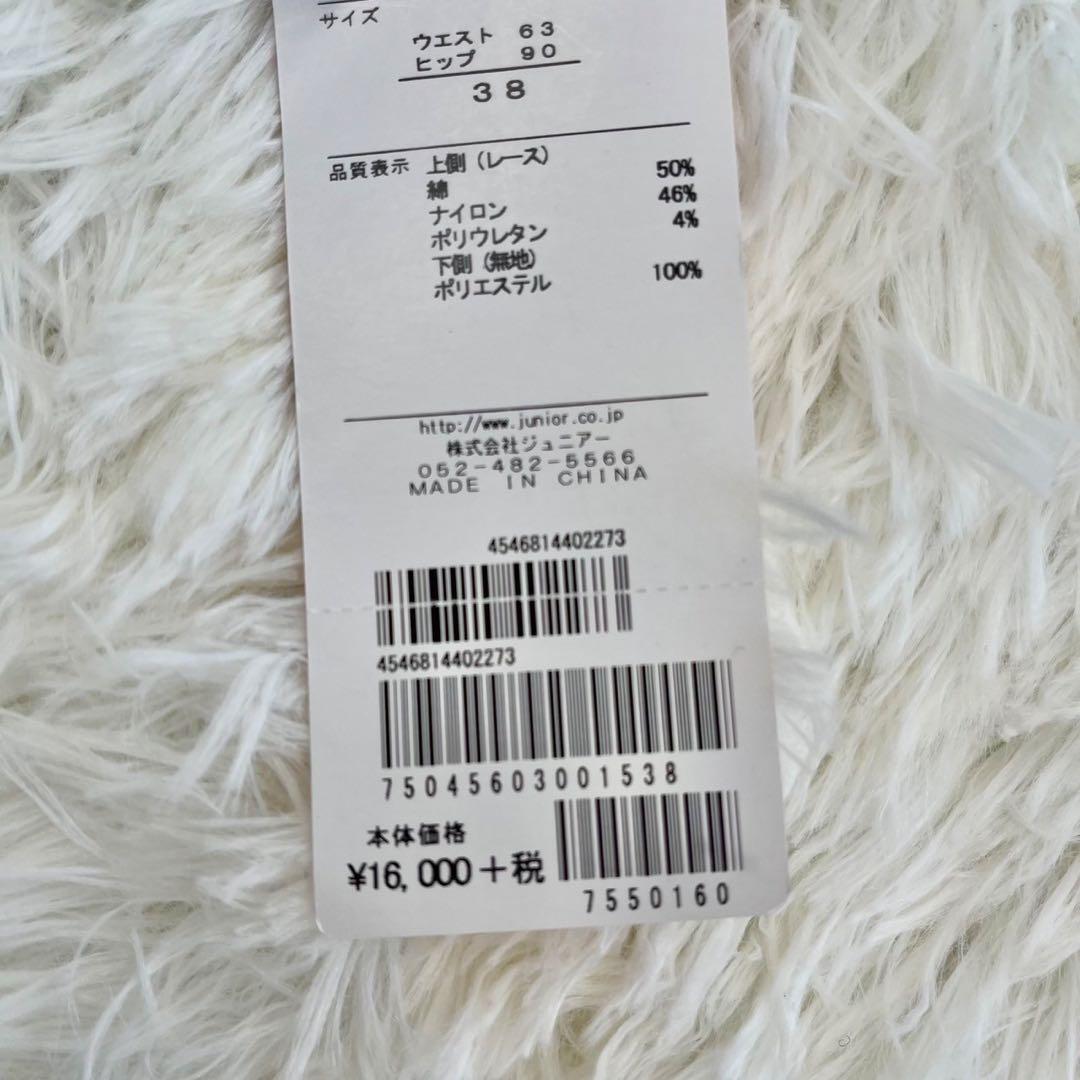 サイズ
ウエスト 63
ヒップ 90
38
品質表示 上側(レース)
綿 50%
ナイロン 46%
ポリウレタン 4%
下側(無地)
ポリエステル 100%
http://www.junior.co.jp
株式会社ジュニアー
052-482-5566
MADE IN CHINA
4546814402273
4546814402273
75045603001538
本体価格
¥16,000+税
7550160